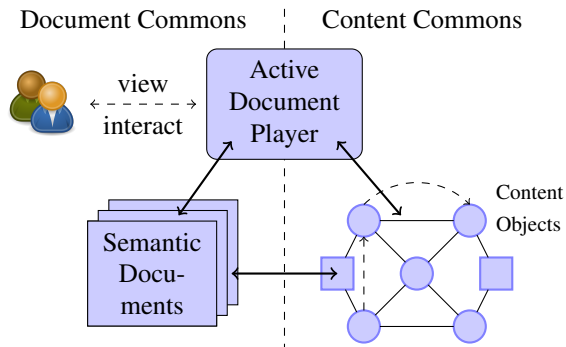 Document Commons
Content Commons
Active
Document
Player
view
interact
Content
Objects
Semantic
Docu-
ments